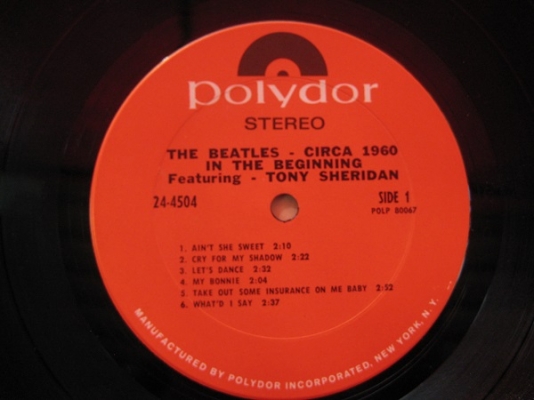 polydor
STEREO
THE BEATLES - CIRCA 1960
IN THE BEGINNING
Featuring - TONY SHERIDAN
24-4504
SIDE 1
POLP 80067
1. AIN'T SHE SWEET 2:10
2. CRY FOR MY SHADOW 2:22
3. LET'S DANCE 2:32
4. MY BONNIE 2:04
5. TAKE OUT SOME INSURANCE ON ME BABY 2:52
6. WHAT'D I SAY 2:37
MANUFACTURED BY POLYDOR INCORPORATED, NEW YORK, N.Y.